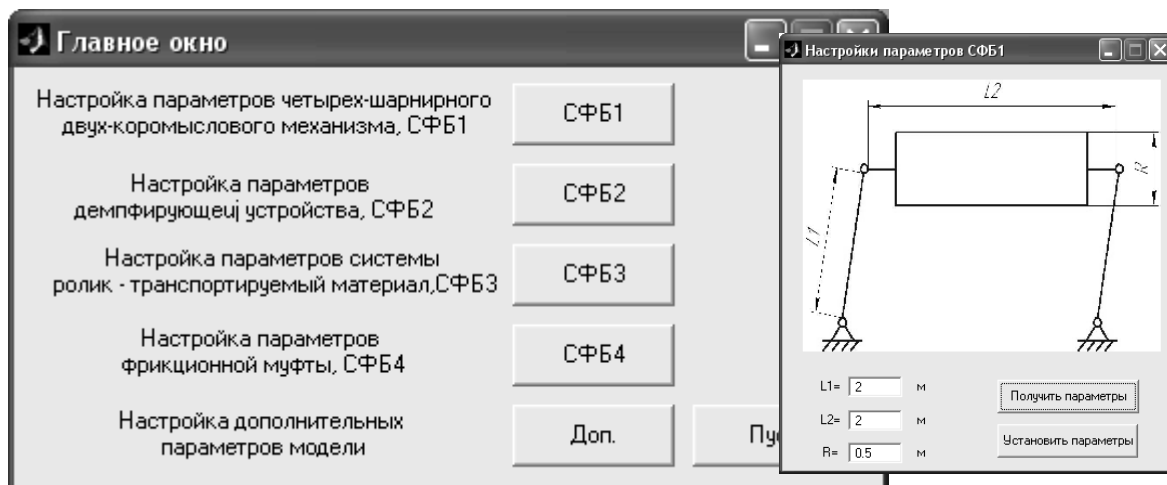 Главное окно
Настройка параметров четырех-шарнирного
двух-коромыслового механизма, СФБ1
СФБ1
Настройка параметров
демпфирующеij устройства, СФБ2
СФБ2
Настройка параметров системы
ролик - транспортируемый материал,СФБ3
СФБ3
Настройка параметров
фрикционной муфты, СФБ4
СФБ4
Настройка дополнительных
параметров модели
Доп.
Настройки параметров СФБ1
L2
R
L1
L1= 2 м
Получить параметры
L2= 2 м
Установить параметры
R= 0.5 м